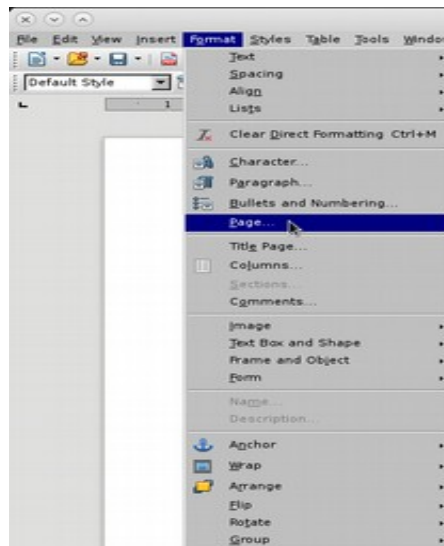 File Edit View Insert Format Styles Table Tools Windo
Default Style
1
Text
Spacing
Align
Lists
Clear Direct Formatting Ctrl+M
Character...
Paragraph...
Bullets and Numbering...
Page...
Title Page...
Columns...
Sections...
Comments...
Image
Text Box and Shape
Frame and Object
Form
Name...
Description...
Anchor
Wrap
Arrange
Flip
Rotate
Group